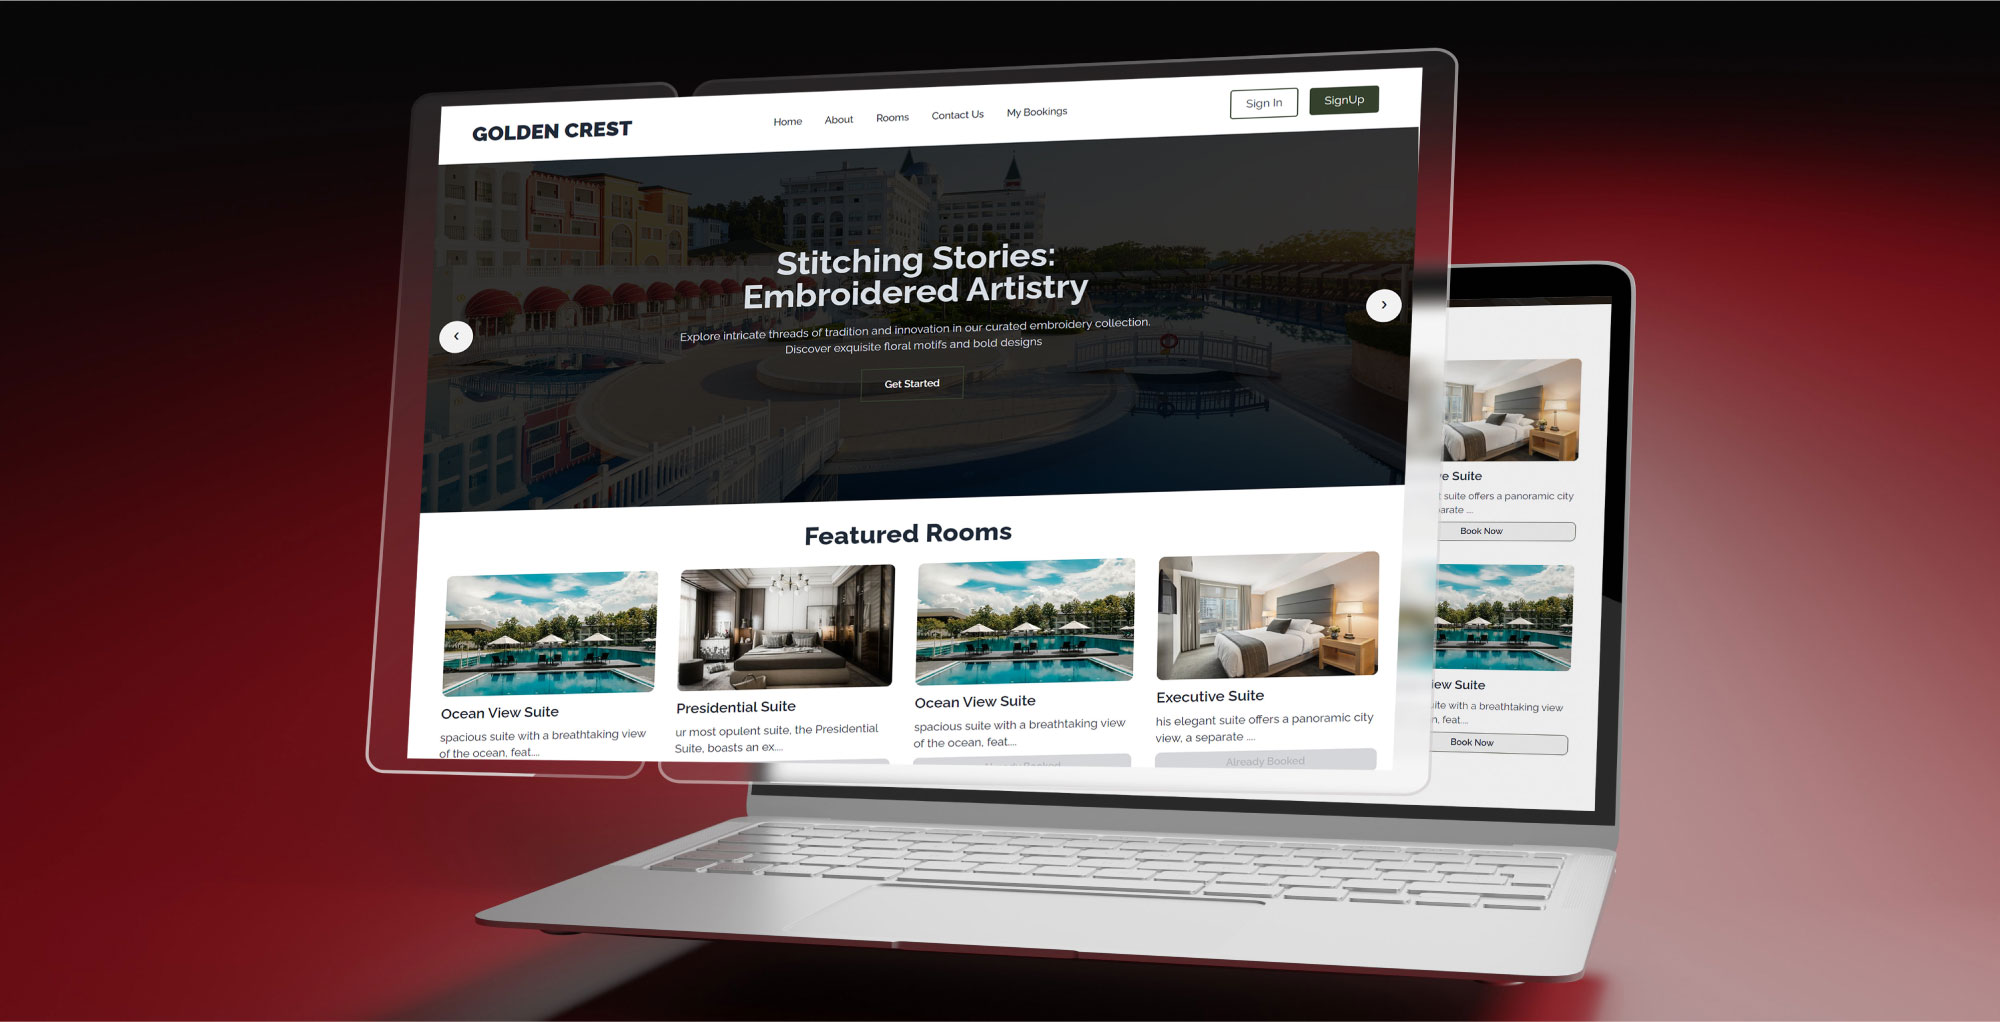 GOLDEN CREST
Home About Rooms Contact Us My Bookings
Sign In SignUp
Stitching Stories:
Embroidered Artistry
Explore intricate threads of tradition and innovation in our curated embroidery collection.
Discover exquisite floral motifs and bold designs
Get Started
Featured Rooms
Ocean View Suite
spacious suite with a breathtaking view
of the ocean, feat....
Presidential Suite
ur most opulent suite, the Presidential
Suite, boasts an ex....
Ocean View Suite
spacious suite with a breathtaking view
of the ocean, feat....
Already Booked
Executive Suite
his elegant suite offers a panoramic city
view, a separate ....
Already Booked
Suite
suite offers a panoramic city
Book Now
Suite
with a breathtaking view
feat....
Book Now